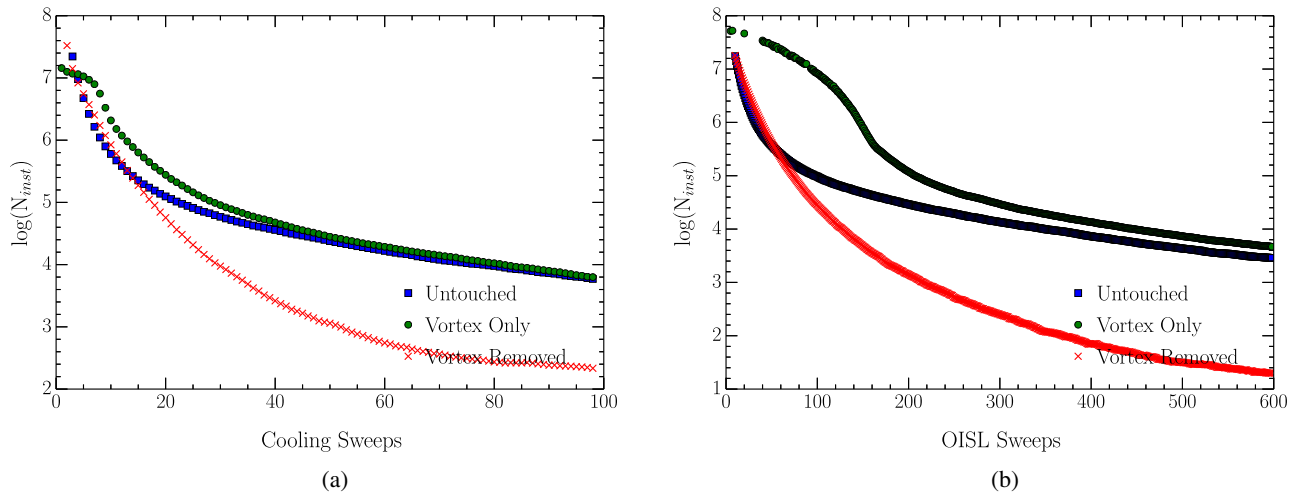 8
7
6
5
4
3
2
0 20 40 60 80 100
log(N_inst)
Cooling Sweeps
Untouched
Vortex Only
Vortex Removed
(a)
8
7
6
5
4
3
2
1
0 100 200 300 400 500 600
log(N_inst)
OISL Sweeps
Untouched
Vortex Only
Vortex Removed
(b)